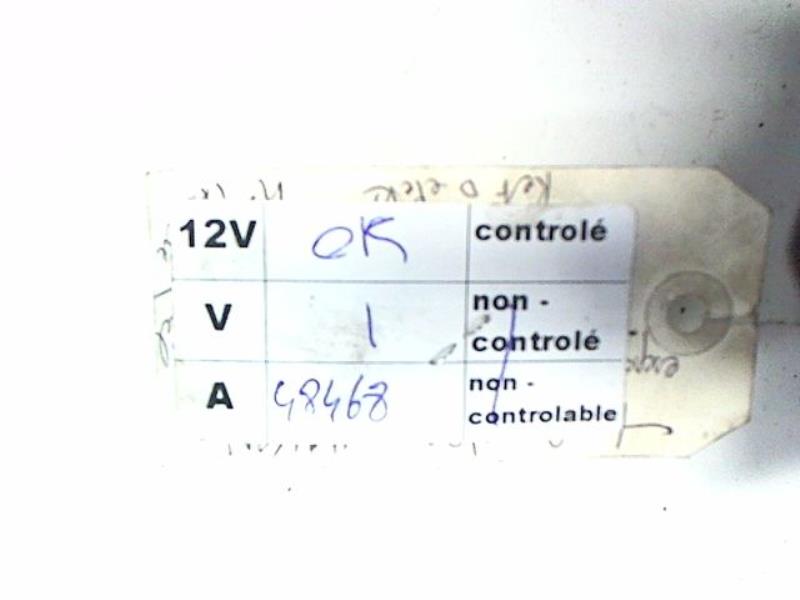 12V OK controlé
V 1 non -
controlé
A 48468 non -
controlable